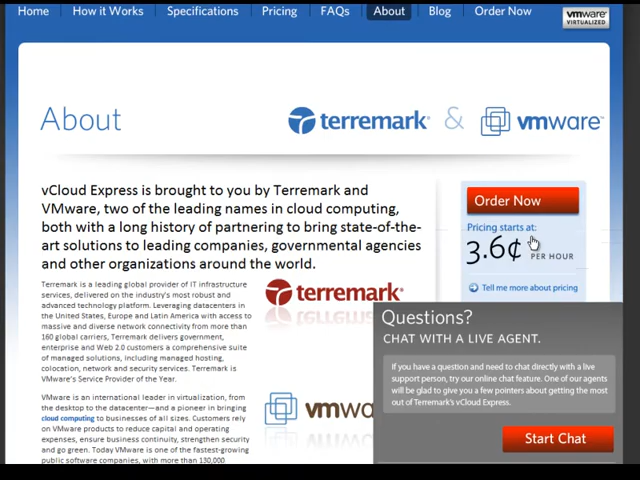 Home How it Works Specifications Pricing FAQs About Blog Order Now
vmware
VIRTUALIZED
About terremark & vmware
vCloud Express is brought to you by Terremark and
VMware, two of the leading names in cloud computing,
both with a long history of partnering to bring state-of-the-
art solutions to leading companies, governmental agencies
and other organizations around the world.
Terremark is a leading global provider of IT infrastructure
services, delivered on the industry's most robust and
advanced technology platform. Leveraging datacenters in
the United States, Europe and Latin America with access to
massive and diverse network connectivity from more than
160 global carriers, Terremark delivers government,
enterprise and Web 2.0 customers a comprehensive suite
of managed solutions, including managed hosting,
colocation, network and security services. Terremark is
VMware's Service Provider of the Year.
terremark
VMware is an international leader in virtualization, from
the desktop to the datacenter—and a pioneer in bringing
cloud computing to businesses of all sizes. Customers rely
on VMware products to reduce capital and operating
expenses, ensure business continuity, strengthen security
and go green. Today VMware is one of the fastest-growing
public software companies, with more than 130,000
vmwa
Order Now
Pricing starts at:
3.6¢ PER HOUR
Tell me more about pricing
Questions?
CHAT WITH A LIVE AGENT.
If you have a question and need to chat directly with a live
support person, try our online chat feature. One of our agents
will be glad to give you a few pointers about getting the most
out of Terremark's vCloud Express.
Start Chat